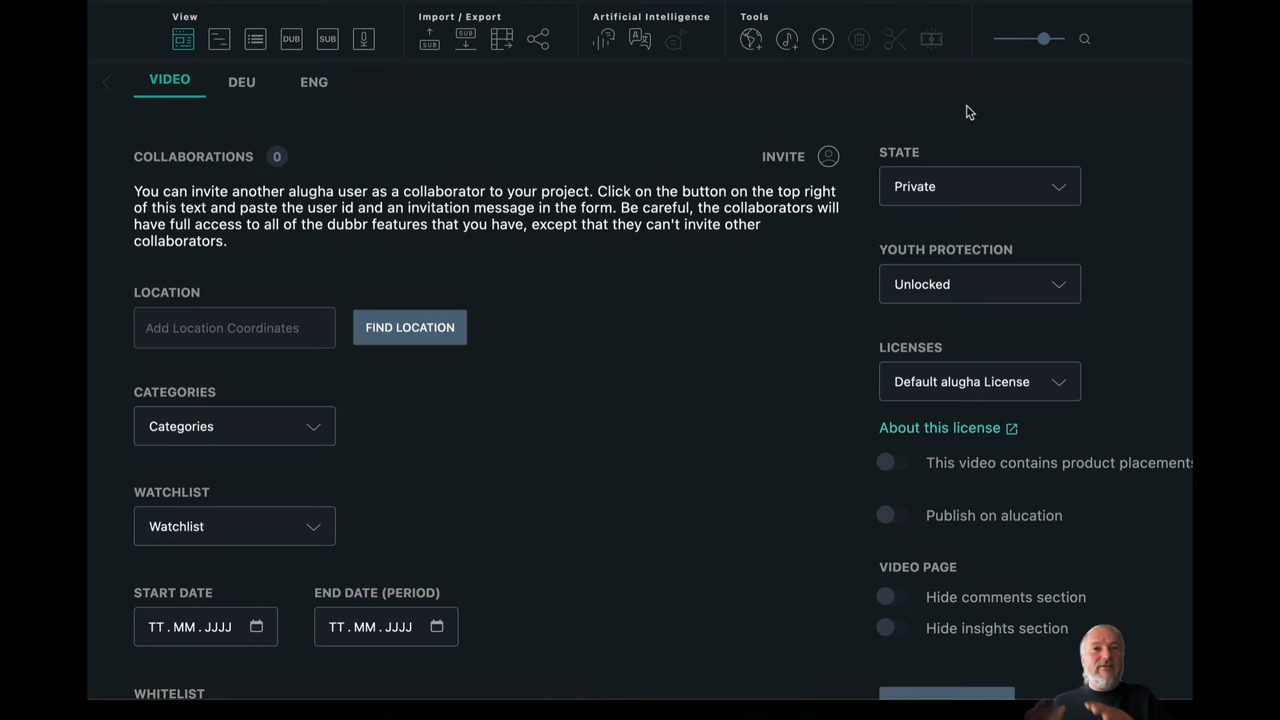 View
Import / Export
Artificial Intelligence
Tools
DUB
SUB
SUB
SUB
VIDEO
DEU
ENG
COLLABORATIONS 0
INVITE
You can invite another alugha user as a collaborator to your project. Click on the button on the top right
of this text and paste the user id and an invitation message in the form. Be careful, the collaborators will
have full access to all of the dubbr features that you have, except that they can't invite other
collaborators.
LOCATION
Add Location Coordinates
FIND LOCATION
CATEGORIES
Categories
WATCHLIST
Watchlist
START DATE
TT . MM . JJJJ
END DATE (PERIOD)
TT . MM . JJJJ
WHITELIST
STATE
Private
YOUTH PROTECTION
Unlocked
LICENSES
Default alugha License
About this license
This video contains product placements
Publish on alucation
VIDEO PAGE
Hide comments section
Hide insights section